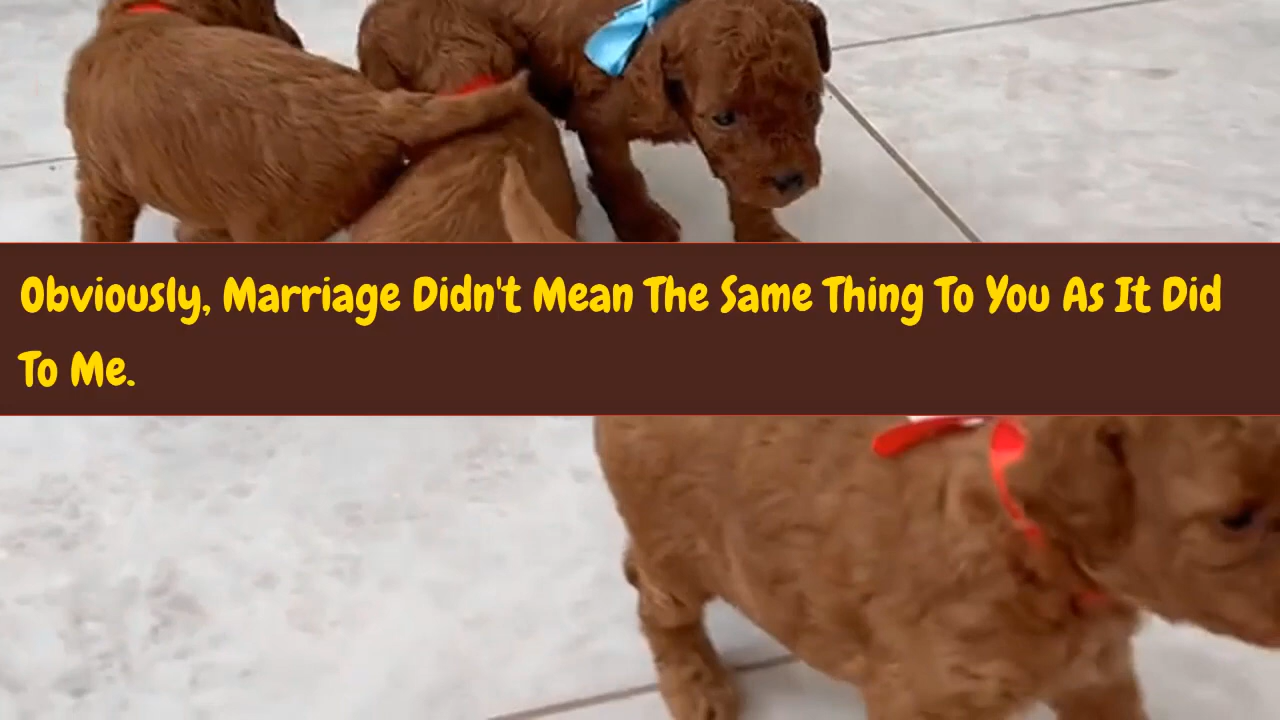 Obviously, Marriage Didn't Mean The Same Thing To You As It Did
To Me.